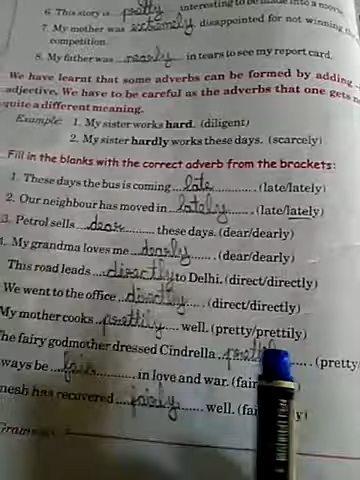 6. This story is ... pretty ... interesting to be made into a movie
7. My mother was extremely disappointed for not winning the
competition.
8. My father was ... nearly ... in tears to see my report card.
We have learnt that some adverbs can be formed by adding
adjective. We have to be careful as the adverbs that one gets
quite a different meaning.
Example: 1. My sister works hard. (diligent)
2. My sister hardly works these days. (scarcely)
Fill in the blanks with the correct adverb from the brackets:
1. These days the bus is coming ... late ... (late/lately)
2. Our neighbour has moved in ... lately ... (late/lately)
3. Petrol sells ... dear ... these days. (dear/dearly)
4. My grandma loves me ... dearly ... (dear/dearly)
This road leads ... directly to Delhi. (direct/directly)
We went to the office ... directly ... (direct/directly)
My mother cooks ... prettily ... well. (pretty/prettily)
The fairy godmother dressed Cindrella ... (pretty
ways be ... fair ... in love and war. (fair
nesh has recovered ... fairly ... well. (fai y)
Grammar